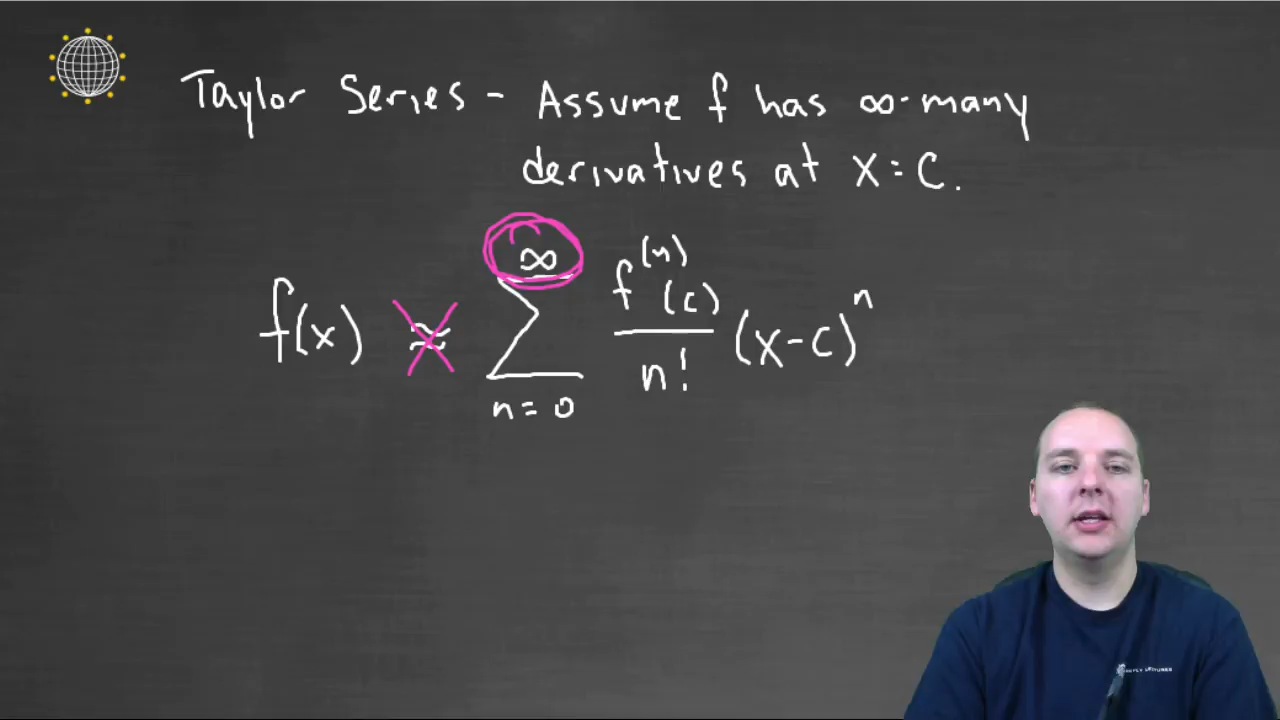 Taylor Series - Assume f has ∞-many
derivatives at x = c.
f(x) ≈ ∑ n=0 ∞ f^(n)(c) / n! (x-c)^n